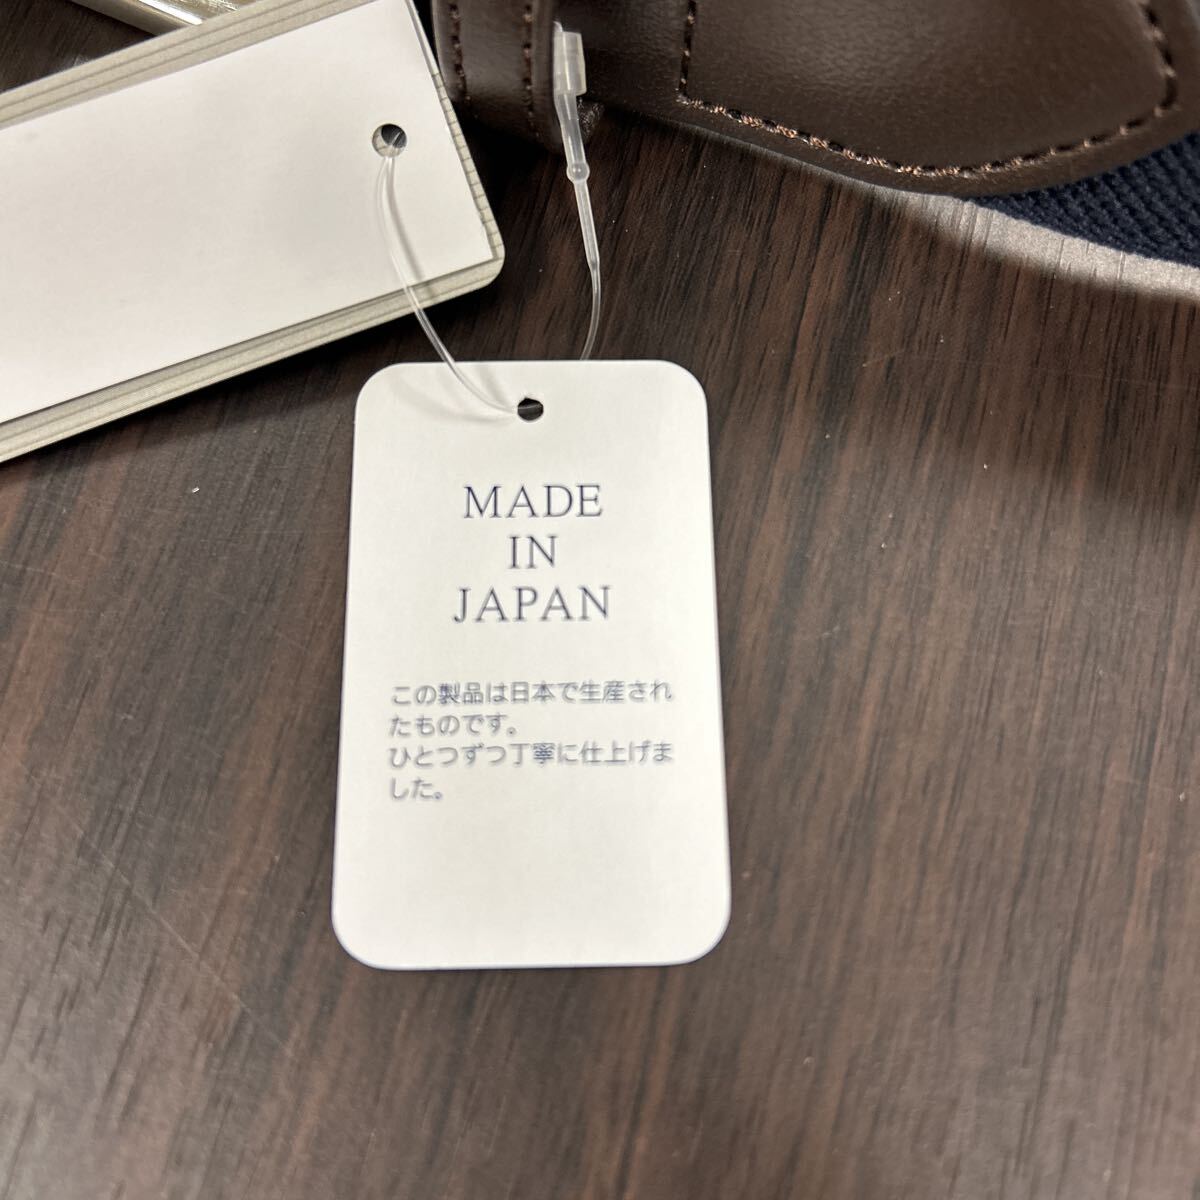 MADE
IN
JAPAN
この製品は日本で生産され
たものです。
ひとつずつ丁寧に仕上げま
した。